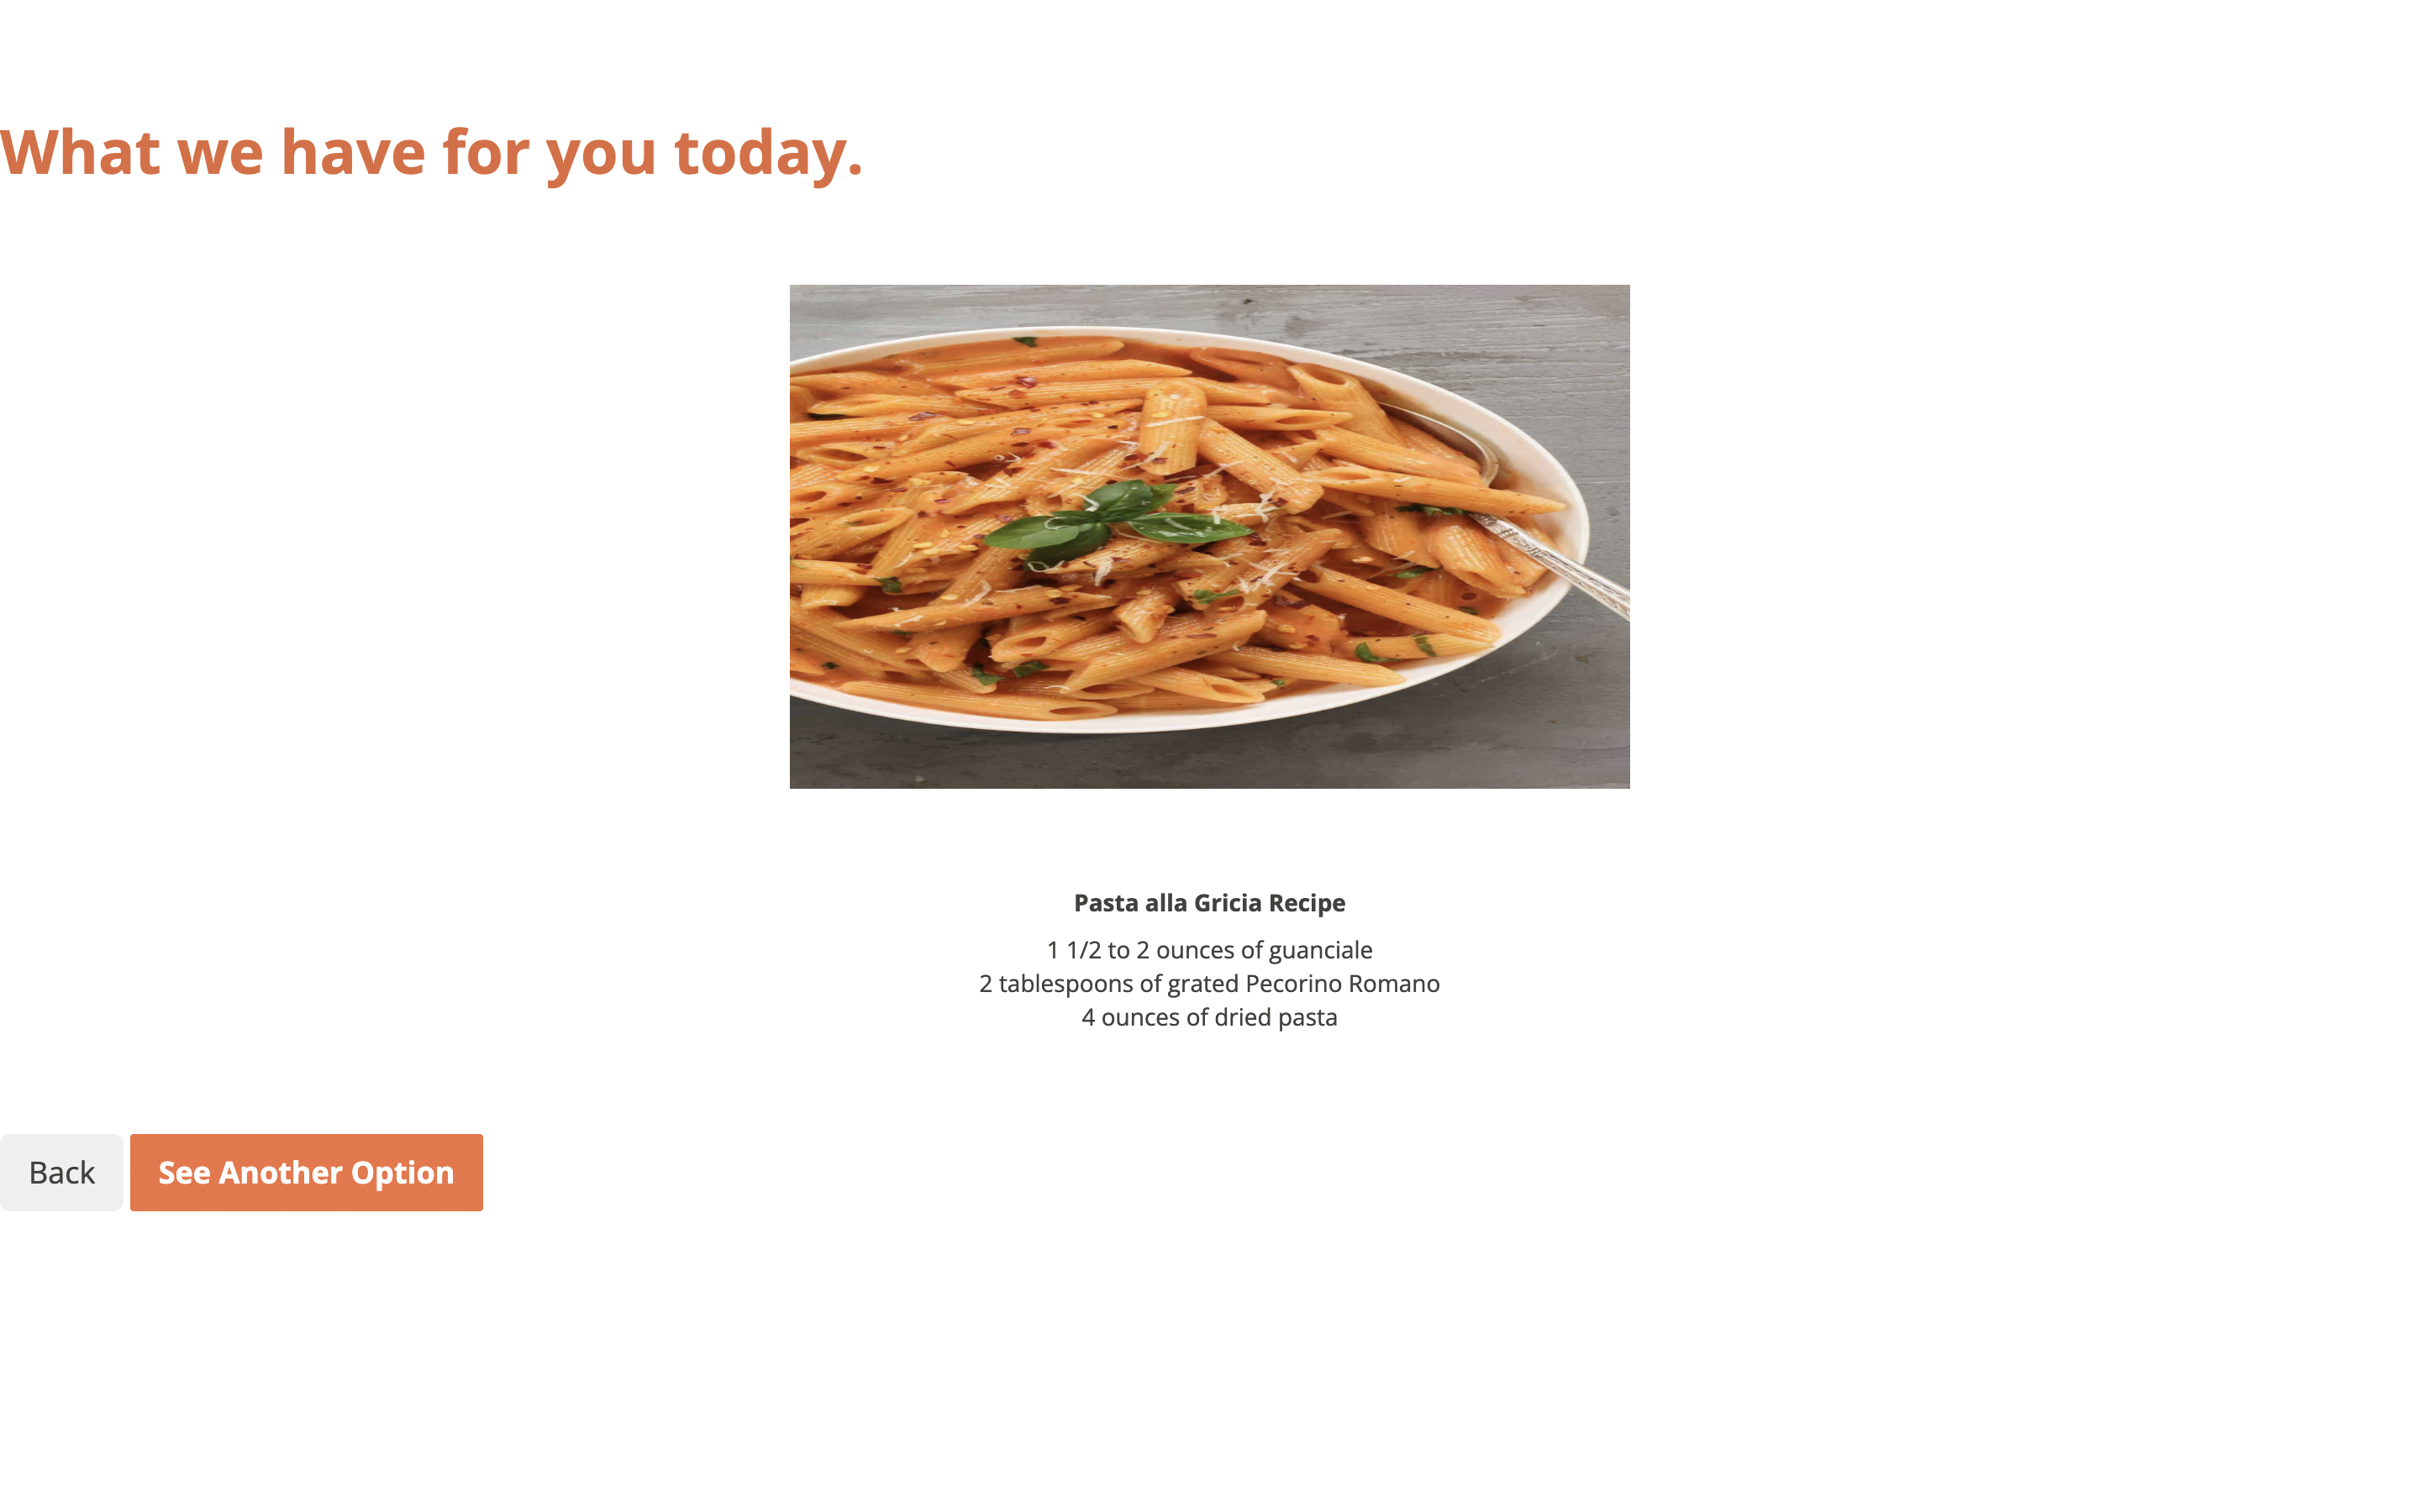 What we have for you today.
Pasta alla Gricia Recipe
1 1/2 to 2 ounces of guanciale
2 tablespoons of grated Pecorino Romano
4 ounces of dried pasta
Back
See Another Option